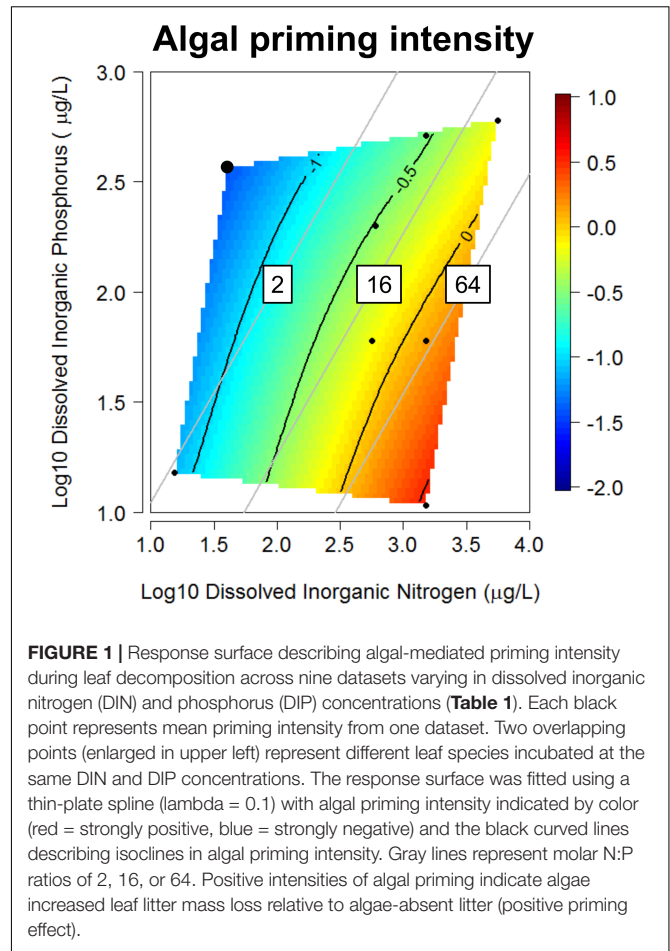 Algal priming intensity
Log10 Dissolved Inorganic Phosphorus ( µg/L)
3.0
2.5
2.0
1.5
1.0
-1
-0.5
0
2
16
64
1.0
1.5
2.0
2.5
3.0
3.5
4.0
Log10 Dissolved Inorganic Nitrogen (µg/L)
1.0
0.5
0.0
-0.5
-1.0
-1.5
-2.0
FIGURE 1 | Response surface describing algal-mediated priming intensity
during leaf decomposition across nine datasets varying in dissolved inorganic
nitrogen (DIN) and phosphorus (DIP) concentrations (Table 1). Each black
point represents mean priming intensity from one dataset. Two overlapping
points (enlarged in upper left) represent different leaf species incubated at the
same DIN and DIP concentrations. The response surface was fitted using a
thin-plate spline (lambda = 0.1) with algal priming intensity indicated by color
(red = strongly positive, blue = strongly negative) and the black curved lines
describing isoclines in algal priming intensity. Gray lines represent molar N:P
ratios of 2, 16, or 64. Positive intensities of algal priming indicate algae
increased leaf litter mass loss relative to algae-absent litter (positive priming
effect).